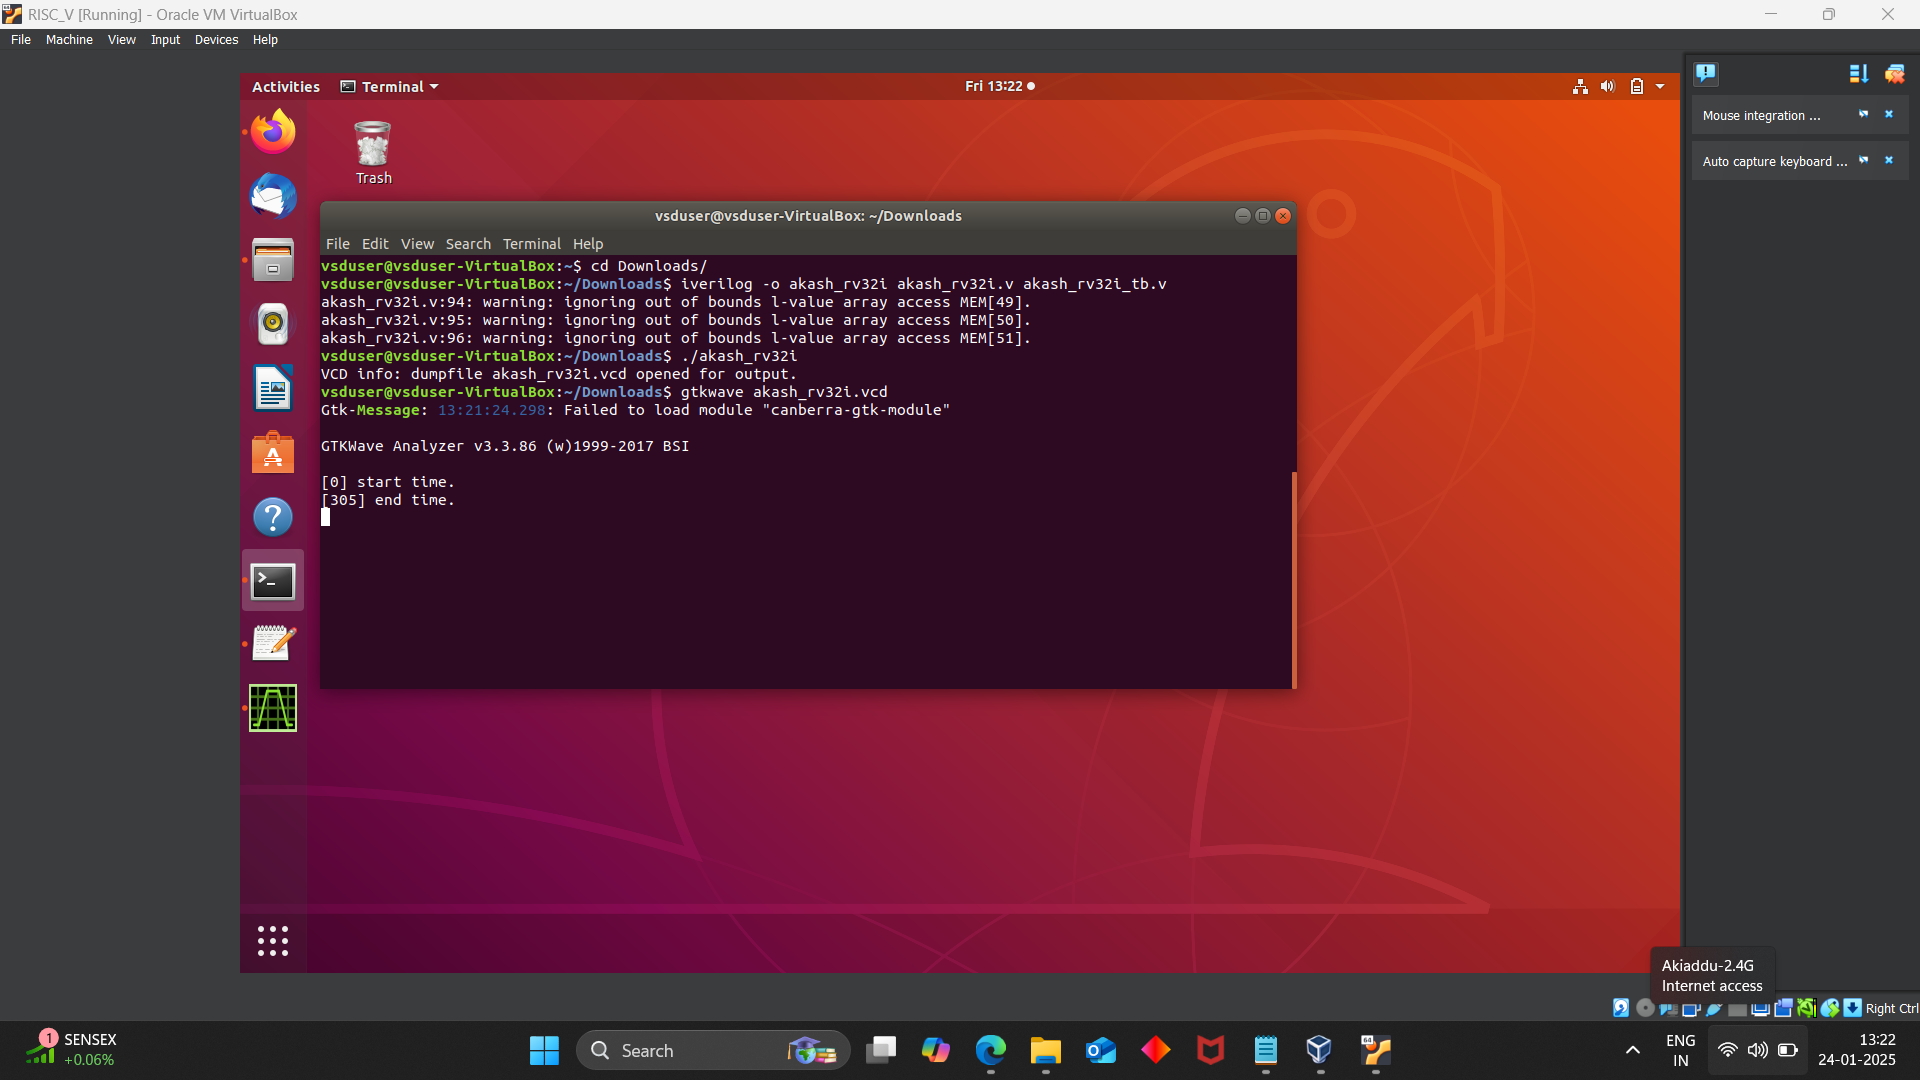 RISC_V [Running] - Oracle VM VirtualBox
File Machine View Input Devices Help
Activities Terminal Fri 13:22
Mouse integration ...
Auto capture keyboard ...
Trash
vsduser@vsduser-VirtualBox: ~/Downloads
File Edit View Search Terminal Help
vsduser@vsduser-VirtualBox:~$ cd Downloads/
vsduser@vsduser-VirtualBox:~/Downloads$ iverilog -o akash_rv32i akash_rv32i.v akash_rv32i_tb.v
akash_rv32i.v:94: warning: ignoring out of bounds l-value array access MEM[49].
akash_rv32i.v:95: warning: ignoring out of bounds l-value array access MEM[50].
akash_rv32i.v:96: warning: ignoring out of bounds l-value array access MEM[51].
vsduser@vsduser-VirtualBox:~/Downloads$ ./akash_rv32i
VCD info: dumpfile akash_rv32i.vcd opened for output.
vsduser@vsduser-VirtualBox:~/Downloads$ gtkwave akash_rv32i.vcd
Gtk-Message: 13:21:24.298: Failed to load module "canberra-gtk-module"
GTKWave Analyzer v3.3.86 (w)1999-2017 BSI
[0] start time.
[305] end time.
Akiaddu-2.4G
Internet access
Right Ctrl
1
SENSEX
+0.06%
Search
64
ENG
IN
13:22
24-01-2025